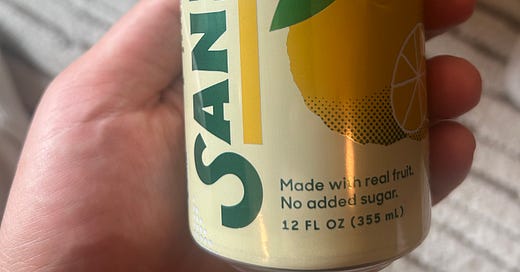 SAN
Made with real fruit.
No added sugar.
12 FL OZ (355 mL)